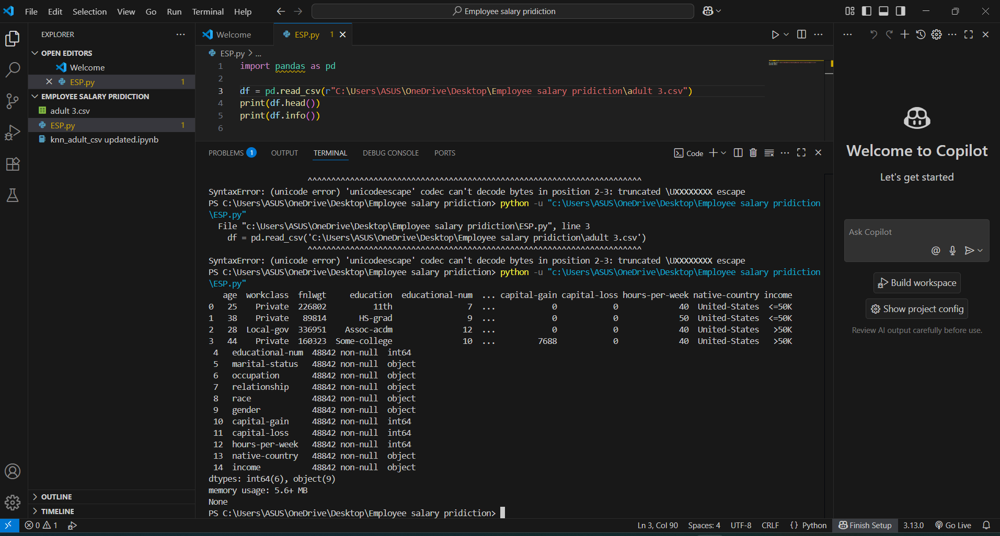 File Edit Selection View Go Run Terminal Help
Employee salary pridiction
EXPLORER
OPEN EDITORS
Welcome
ESP.py 1
EMPLOYEE SALARY PRIDICTION
adult 3.csv
ESP.py 1
knn_adult_csv updated.ipynb
OUTLINE
TIMELINE
Welcome
ESP.py 1
ESP.py > ...
1 import pandas as pd
2
3 df = pd.read_csv(r"C:\Users\ASUS\OneDrive\Desktop\Employee salary pridiction\adult 3.csv")
4 print(df.head())
5 print(df.info())
6
PROBLEMS 1 OUTPUT TERMINAL DEBUG CONSOLE PORTS
Code
^^^^^^^^^^^^^^^^^^^^^^^^^^^^^^^^^^^^^^^^^^^^^^^^^^^^^^^^^^^^^^^^^^^^^^^
SyntaxError: (unicode error) 'unicodeescape' codec can't decode bytes in position 2-3: truncated \UXXXXXXXX escape
PS C:\Users\ASUS\OneDrive\Desktop\Employee salary pridiction> python -u "c:\Users\ASUS\OneDrive\Desktop\Employee salary pridiction
\ESP.py"
File "c:\Users\ASUS\OneDrive\Desktop\Employee salary pridiction\ESP.py", line 3
df = pd.read_csv('C:\Users\ASUS\OneDrive\Desktop\Employee salary pridiction\adult 3.csv')
^^^^^^^^^^^^^^^^^^^^^^^^^^^^^^^^^^^^^^^^^^^^^^^^^^^^^^^^^^^^^^^^^^^^^^^
SyntaxError: (unicode error) 'unicodeescape' codec can't decode bytes in position 2-3: truncated \UXXXXXXXX escape
PS C:\Users\ASUS\OneDrive\Desktop\Employee salary pridiction> python -u "c:\Users\ASUS\OneDrive\Desktop\Employee salary pridiction
\ESP.py"
age workclass fnlwgt education educational-num ... capital-gain capital-loss hours-per-week native-country income
0 25 Private 226802 11th 7 ... 0 0 40 United-States <=50K
1 38 Private 89814 HS-grad 9 ... 0 0 50 United-States <=50K
2 28 Local-gov 336951 Assoc-acdm 12 ... 0 0 40 United-States >50K
3 44 Private 160323 Some-college 10 ... 7688 0 40 United-States >50K
4 educational-num 48842 non-null int64
5 marital-status 48842 non-null object
6 occupation 48842 non-null object
7 relationship 48842 non-null object
8 race 48842 non-null object
9 gender 48842 non-null object
10 capital-gain 48842 non-null int64
11 capital-loss 48842 non-null int64
12 hours-per-week 48842 non-null int64
13 native-country 48842 non-null object
14 income 48842 non-null object
dtypes: int64(6), object(9)
memory usage: 5.6+ MB
None
PS C:\Users\ASUS\OneDrive\Desktop\Employee salary pridiction>
Welcome to Copilot
Let's get started
Ask Copilot
@
Build workspace
Show project config
Review AI output carefully before use.
0 1
Ln 3, Col 90 Spaces: 4 UTF-8 CRLF {} Python Finish Setup 3.13.0 Go Live